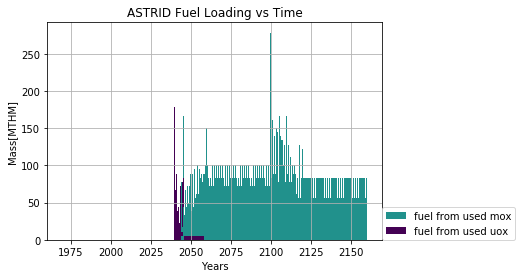 ASTRID Fuel Loading vs Time
Mass[MTHM]
250
200
150
100
50
0
1975 2000 2025 2050 2075 2100 2125 2150
Years
fuel from used mox
fuel from used uox